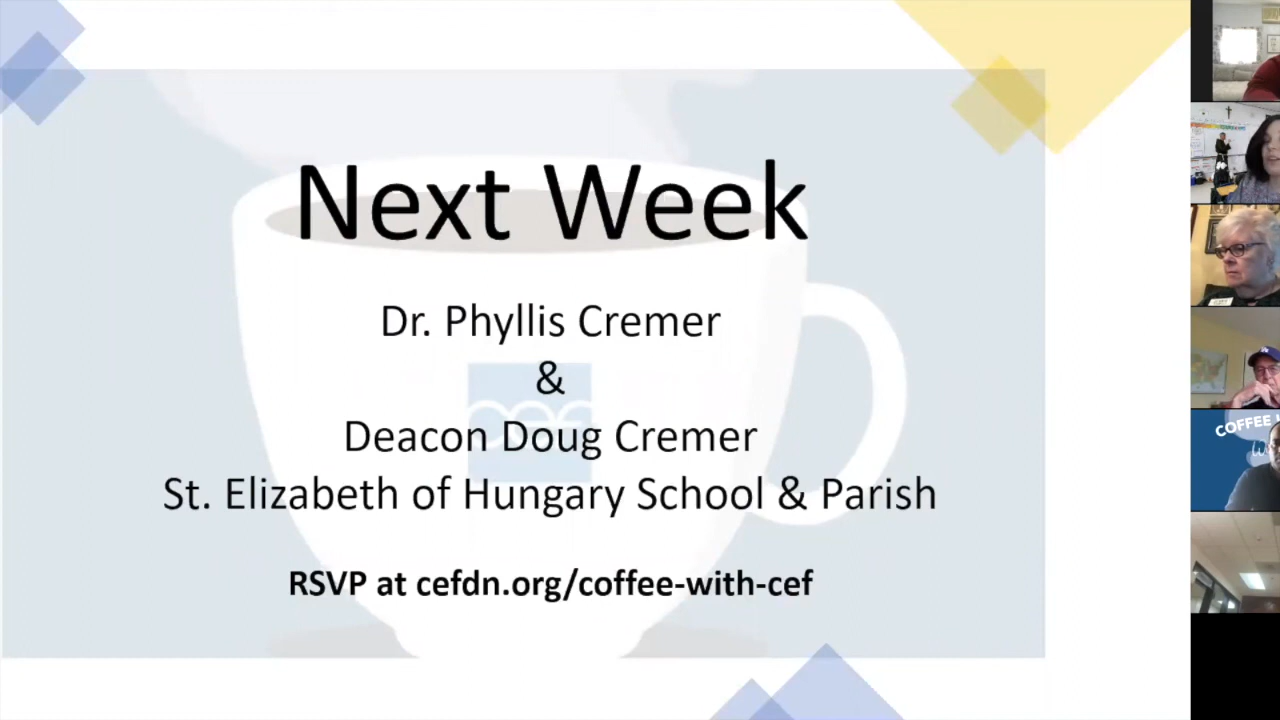 Next Week
Dr. Phyllis Cremer
&
Deacon Doug Cremer
St. Elizabeth of Hungary School & Parish
RSVP at cefdn.org/coffee-with-cef
COFFEE